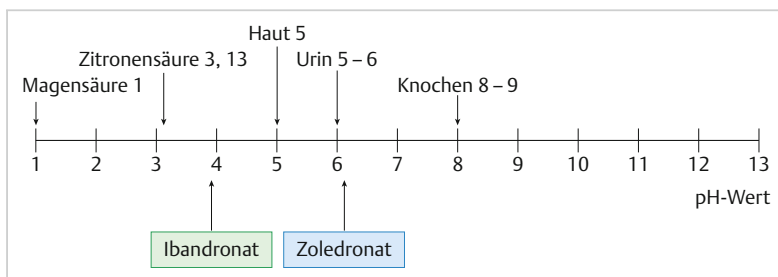 Haut 5
Zitronensäure 3, 13
Urin 5 – 6
Magensäure 1
Knochen 8 – 9
1 2 3 4 5 6 7 8 9 10 11 12 13
pH-Wert
Ibandronat
Zoledronat